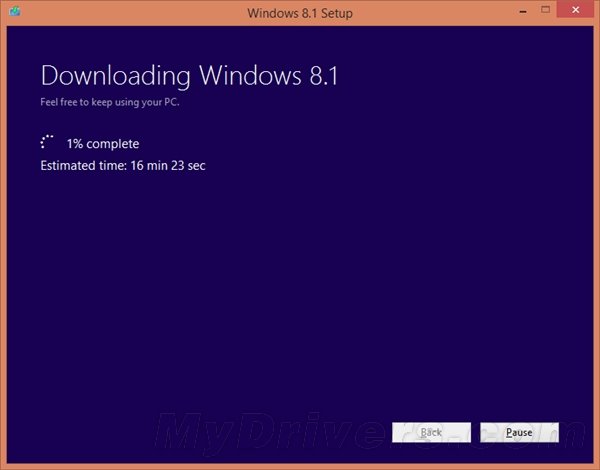 Windows 8.1 Setup
Downloading Windows 8.1
Feel free to keep using your PC.
1% complete
Estimated time: 16 min 23 sec
Back
Pause
MyDrivers.com